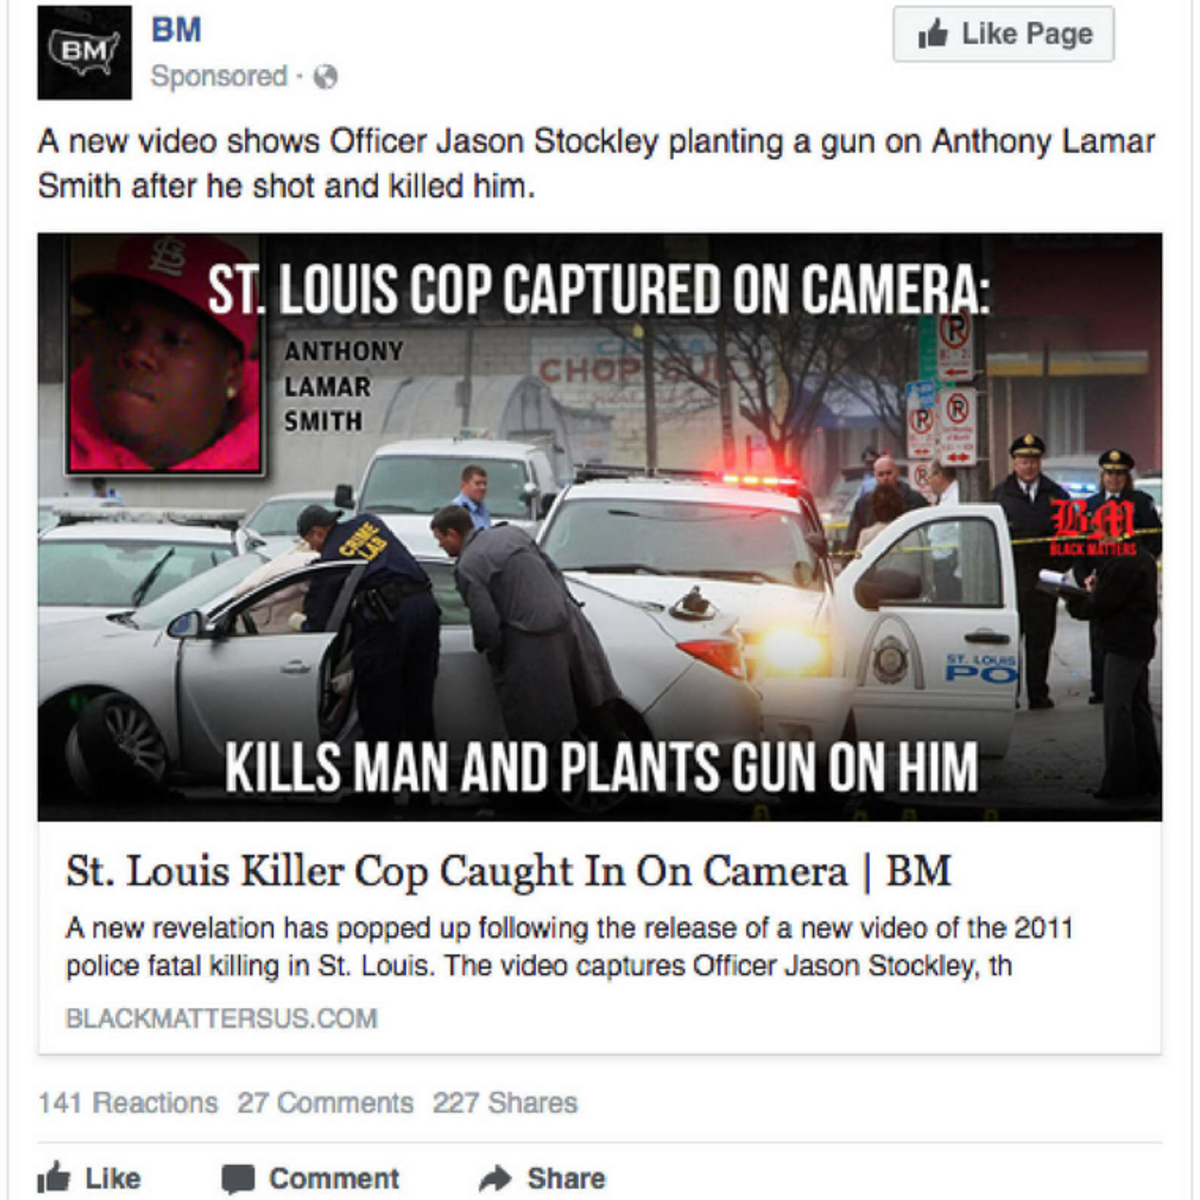 BM
BM
Like Page
Sponsored ·
A new video shows Officer Jason Stockley planting a gun on Anthony Lamar
Smith after he shot and killed him.
ST. LOUIS COP CAPTURED ON CAMERA:
ANTHONY
LAMAR
SMITH
CHOP
CRIME
LAB
BM
BLACK MATTERS
ST. LOUIS
PO
KILLS MAN AND PLANTS GUN ON HIM
St. Louis Killer Cop Caught In On Camera | BM
A new revelation has popped up following the release of a new video of the 2011
police fatal killing in St. Louis. The video captures Officer Jason Stockley, th
BLACKMATTERSUS.COM
141 Reactions 27 Comments 227 Shares
Like Comment Share